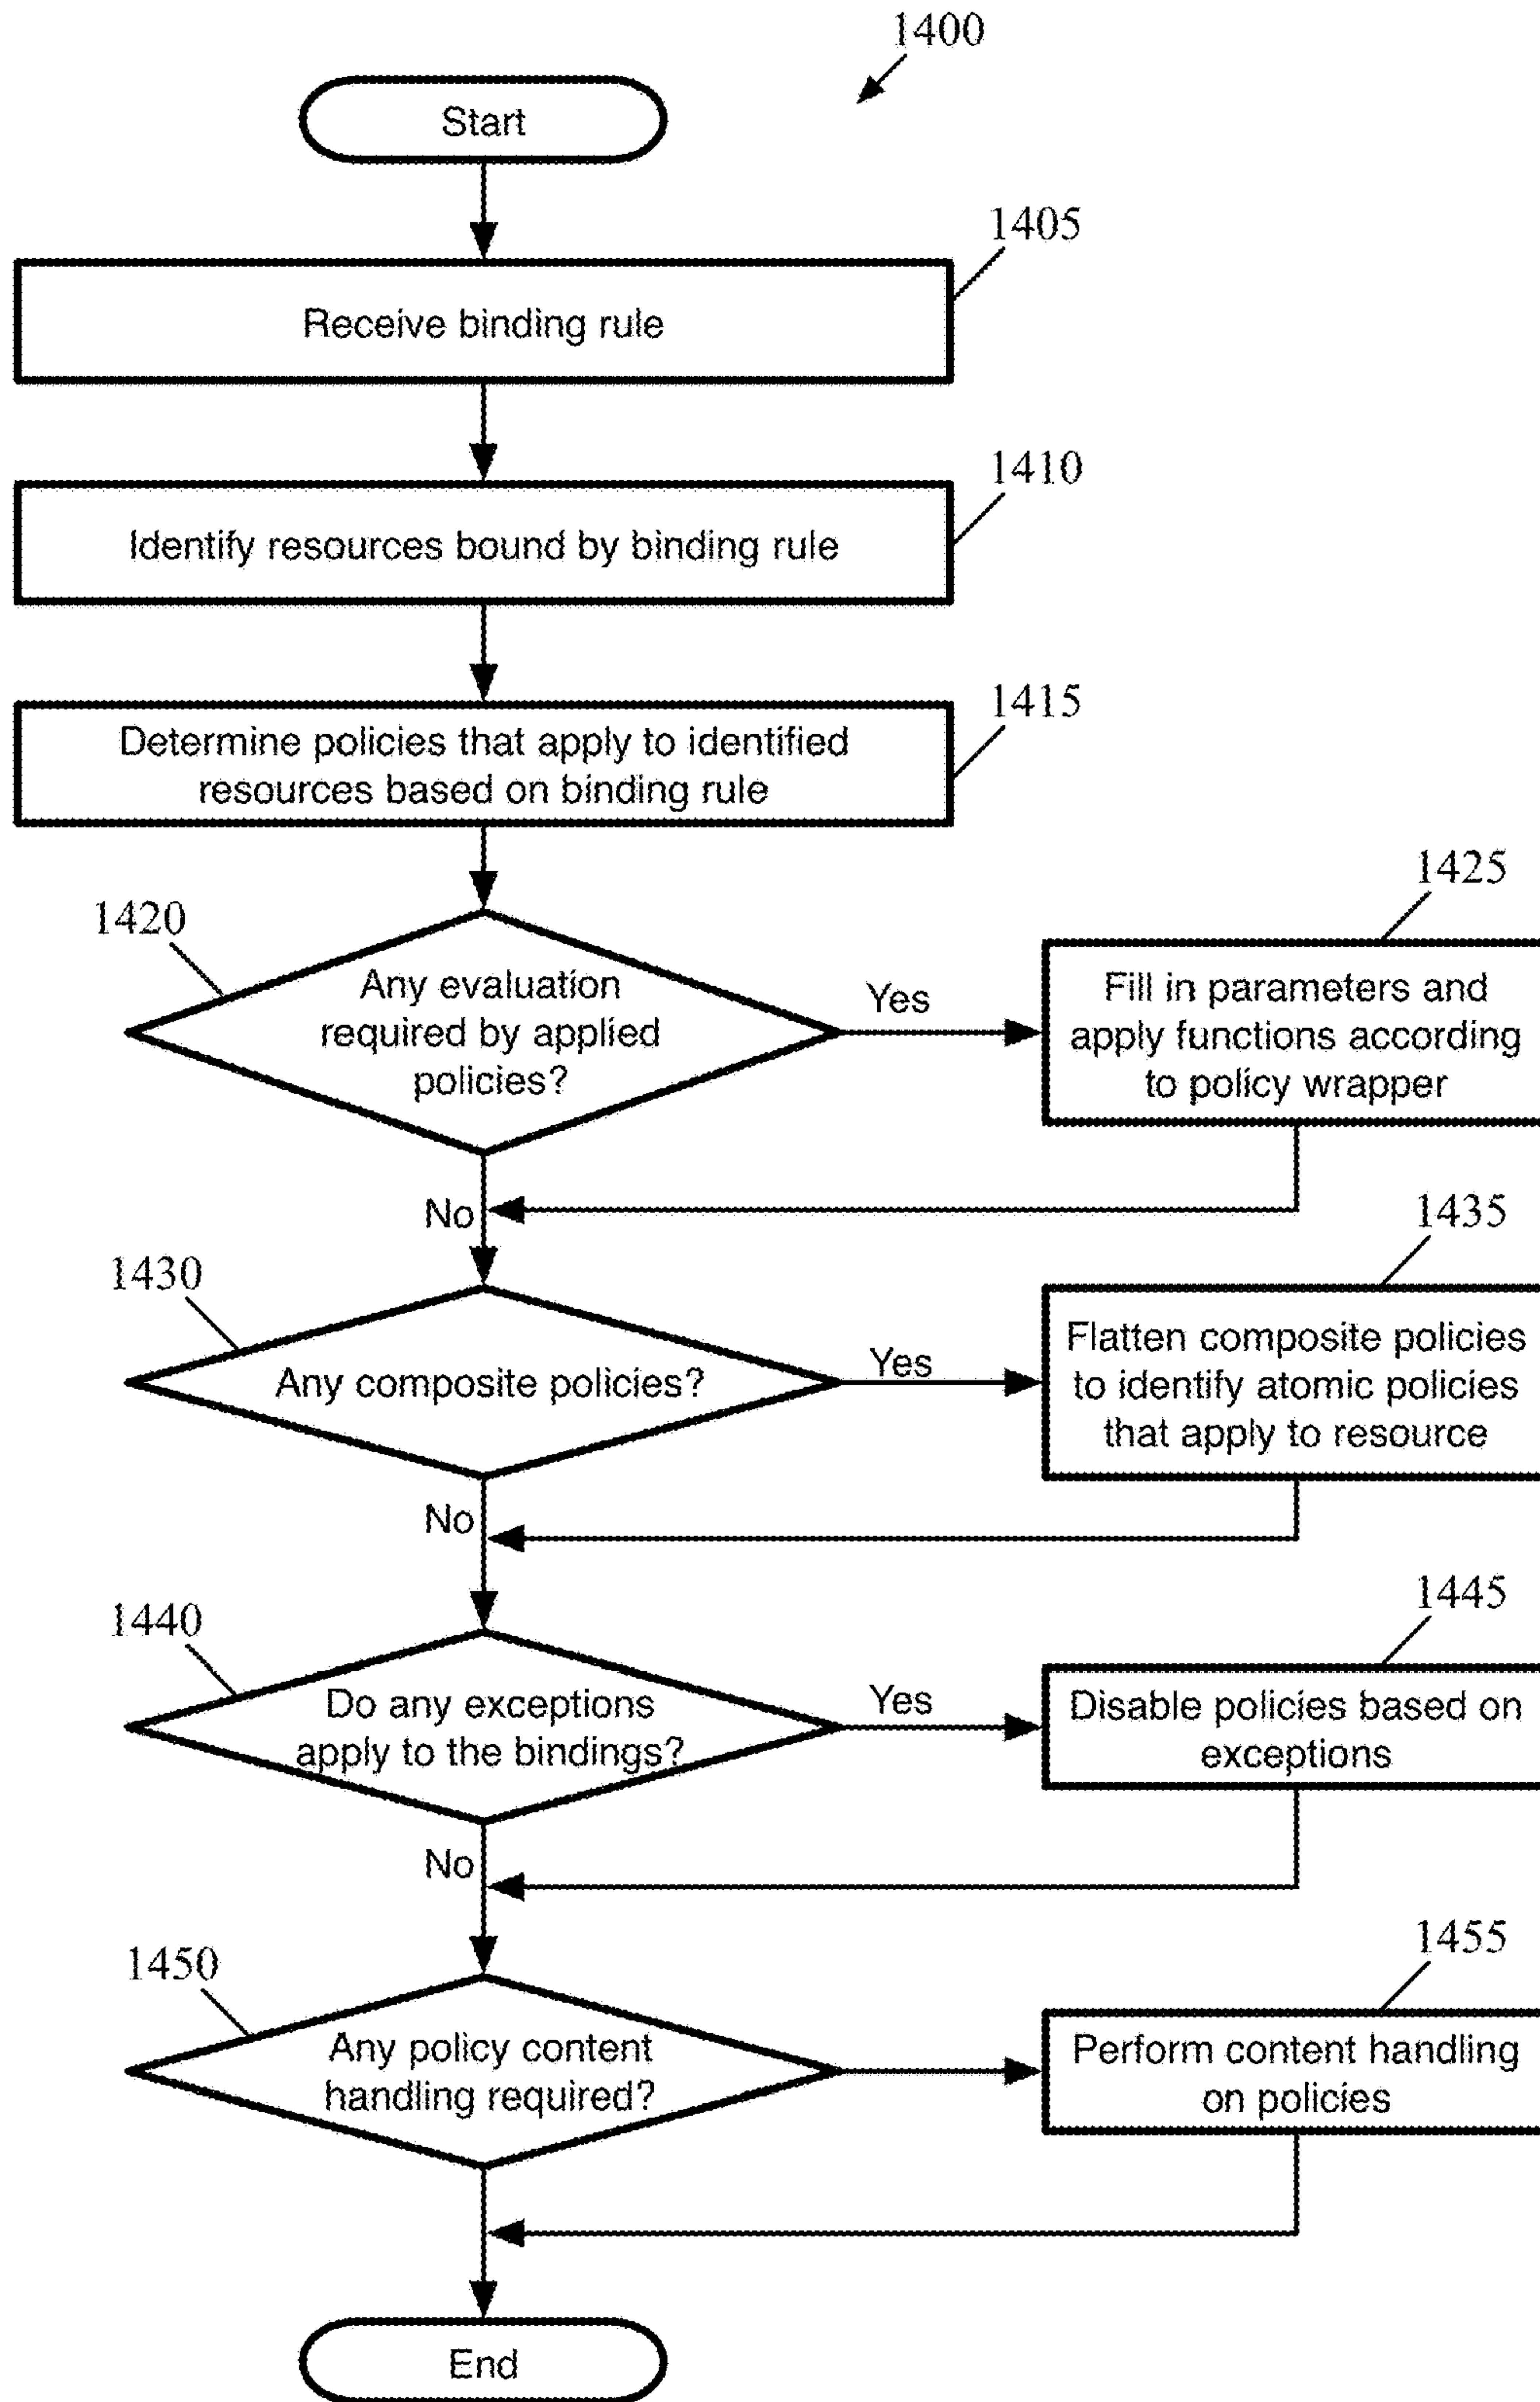 1400
Start
1405
Receive binding rule
1410
Identify resources bound by binding rule
1415
Determine policies that apply to identified
resources based on binding rule
1420
Any evaluation
required by applied
policies?
Yes
1425
Fill in parameters and
apply functions according
to policy wrapper
No
1430
Any composite policies?
Yes
1435
Flatten composite policies
to identify atomic policies
that apply to resource
No
1440
Do any exceptions
apply to the bindings?
Yes
1445
Disable policies based on
exceptions
No
1450
Any policy content
handling required?
1455
Perform content handling
on policies
End